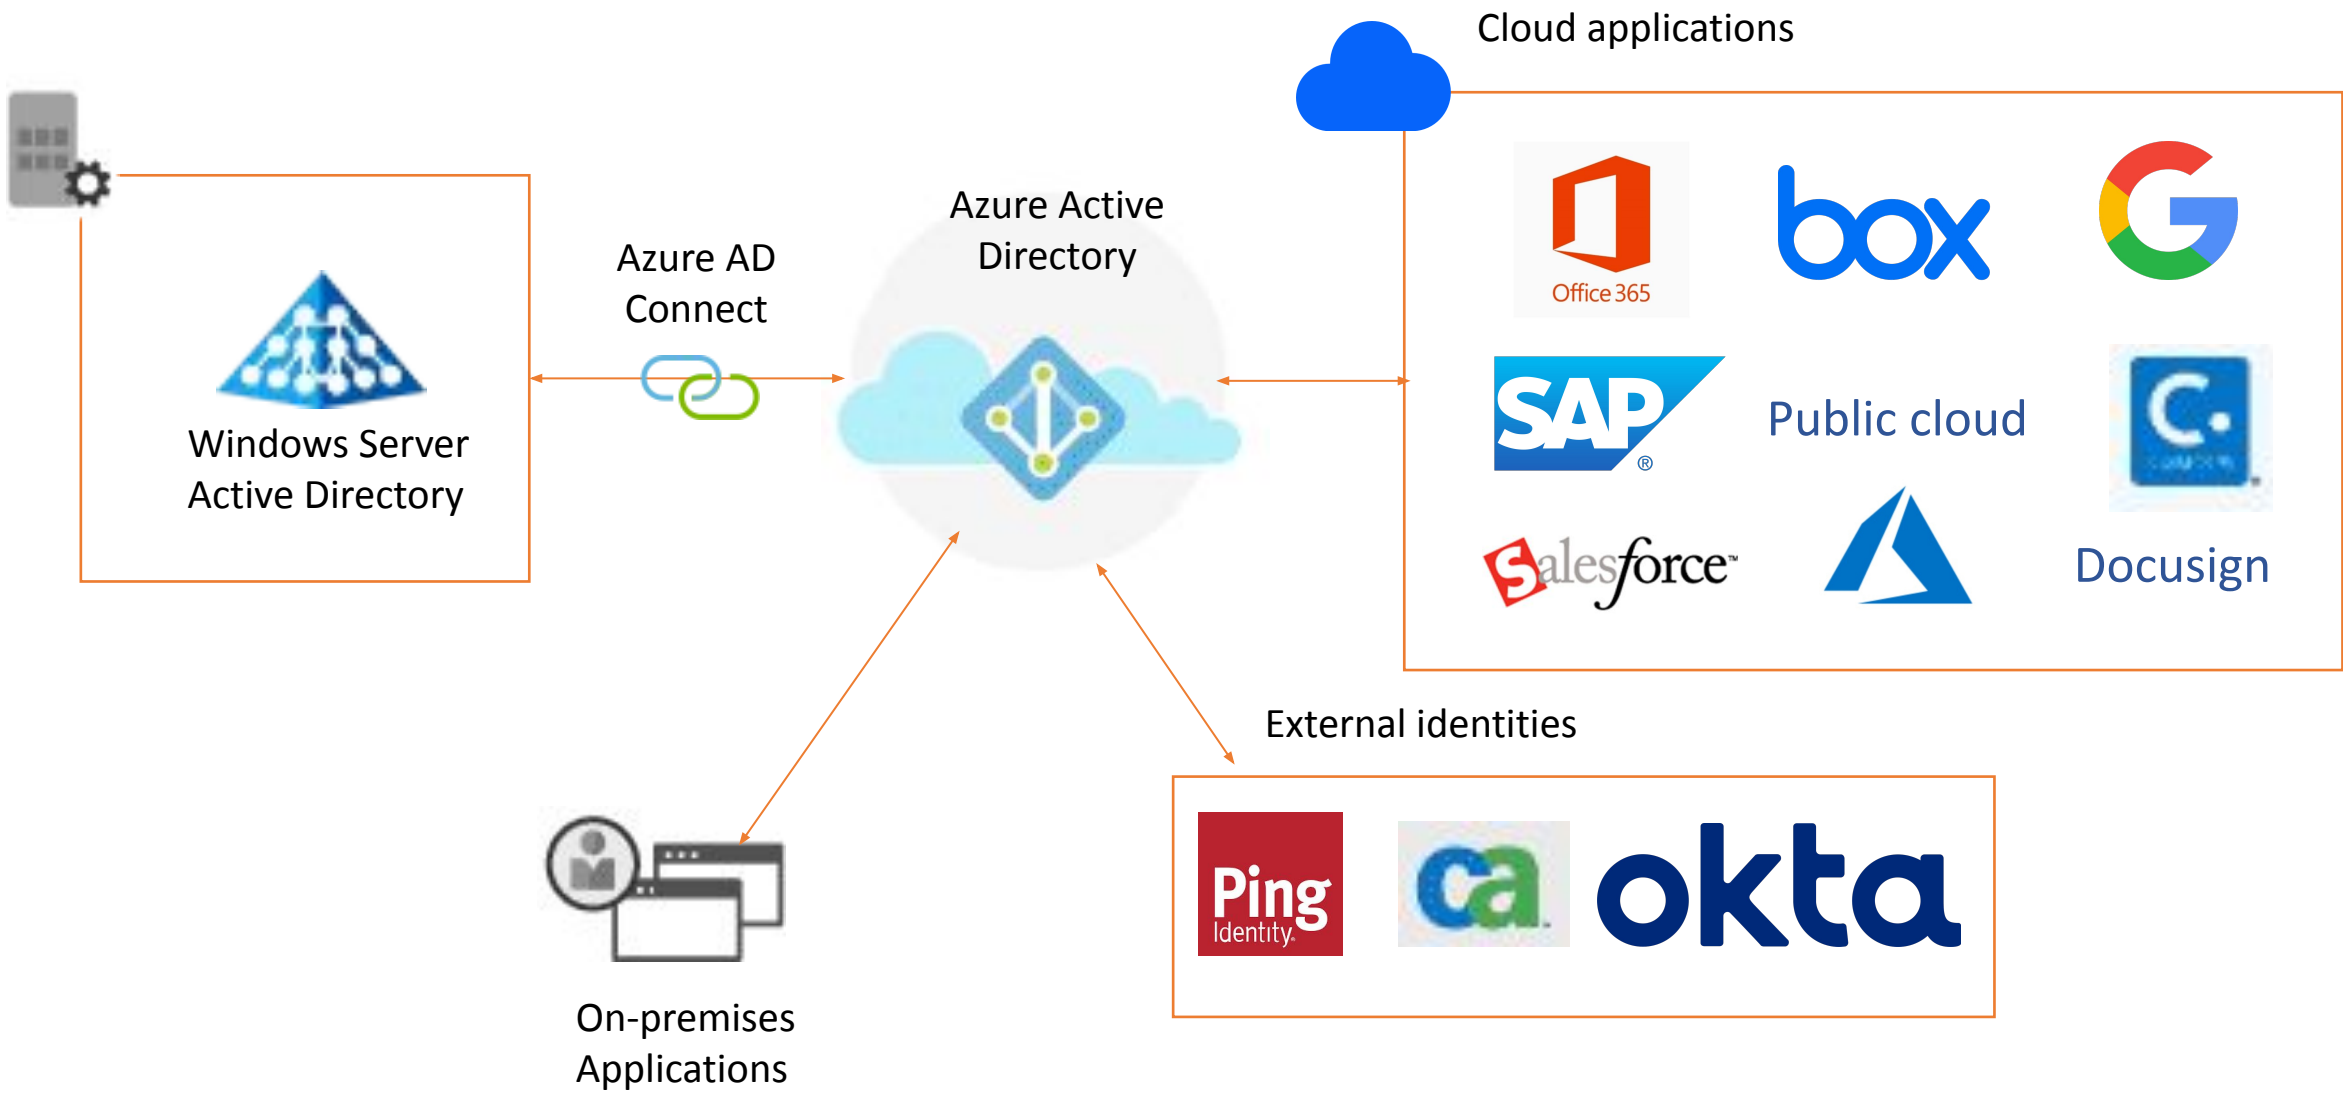 Cloud applications
Azure Active
Directory
Azure AD
Connect
Office 365
box
SAP
®
Public cloud
Windows Server
Active Directory
salesforce™
Docusign
External identities
Ping
Identity.
ca
okta
On-premises
Applications